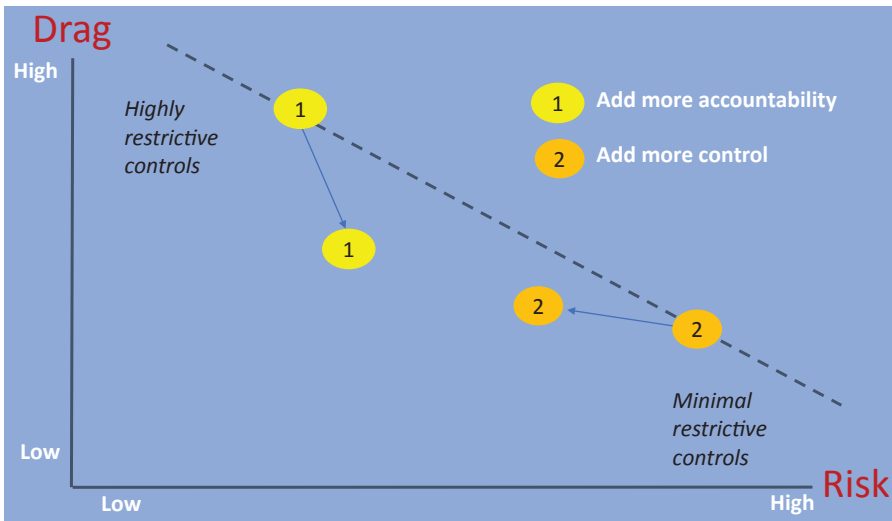 Drag
High
Highly
restrictive
controls
1
1 Add more accountability
2 Add more control
1
2
2
Minimal
restrictive
controls
Low
Low
High
Risk